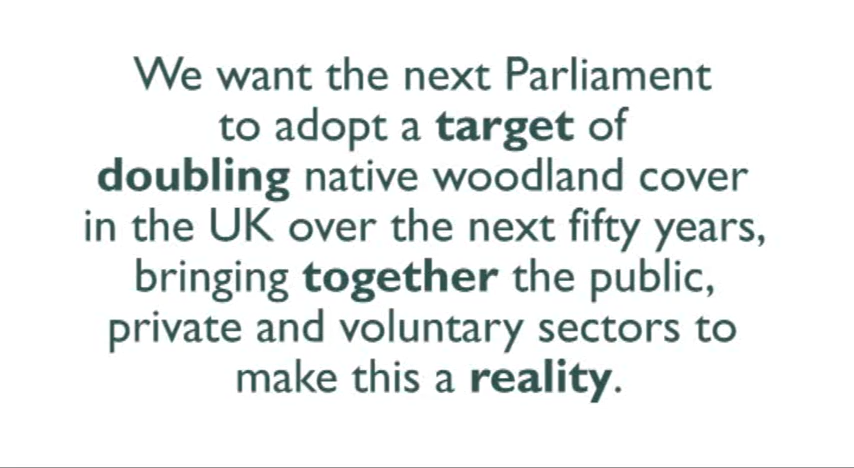 We want the next Parliament
to adopt a target of
doubling native woodland cover
in the UK over the next fifty years,
bringing together the public,
private and voluntary sectors to
make this a reality.